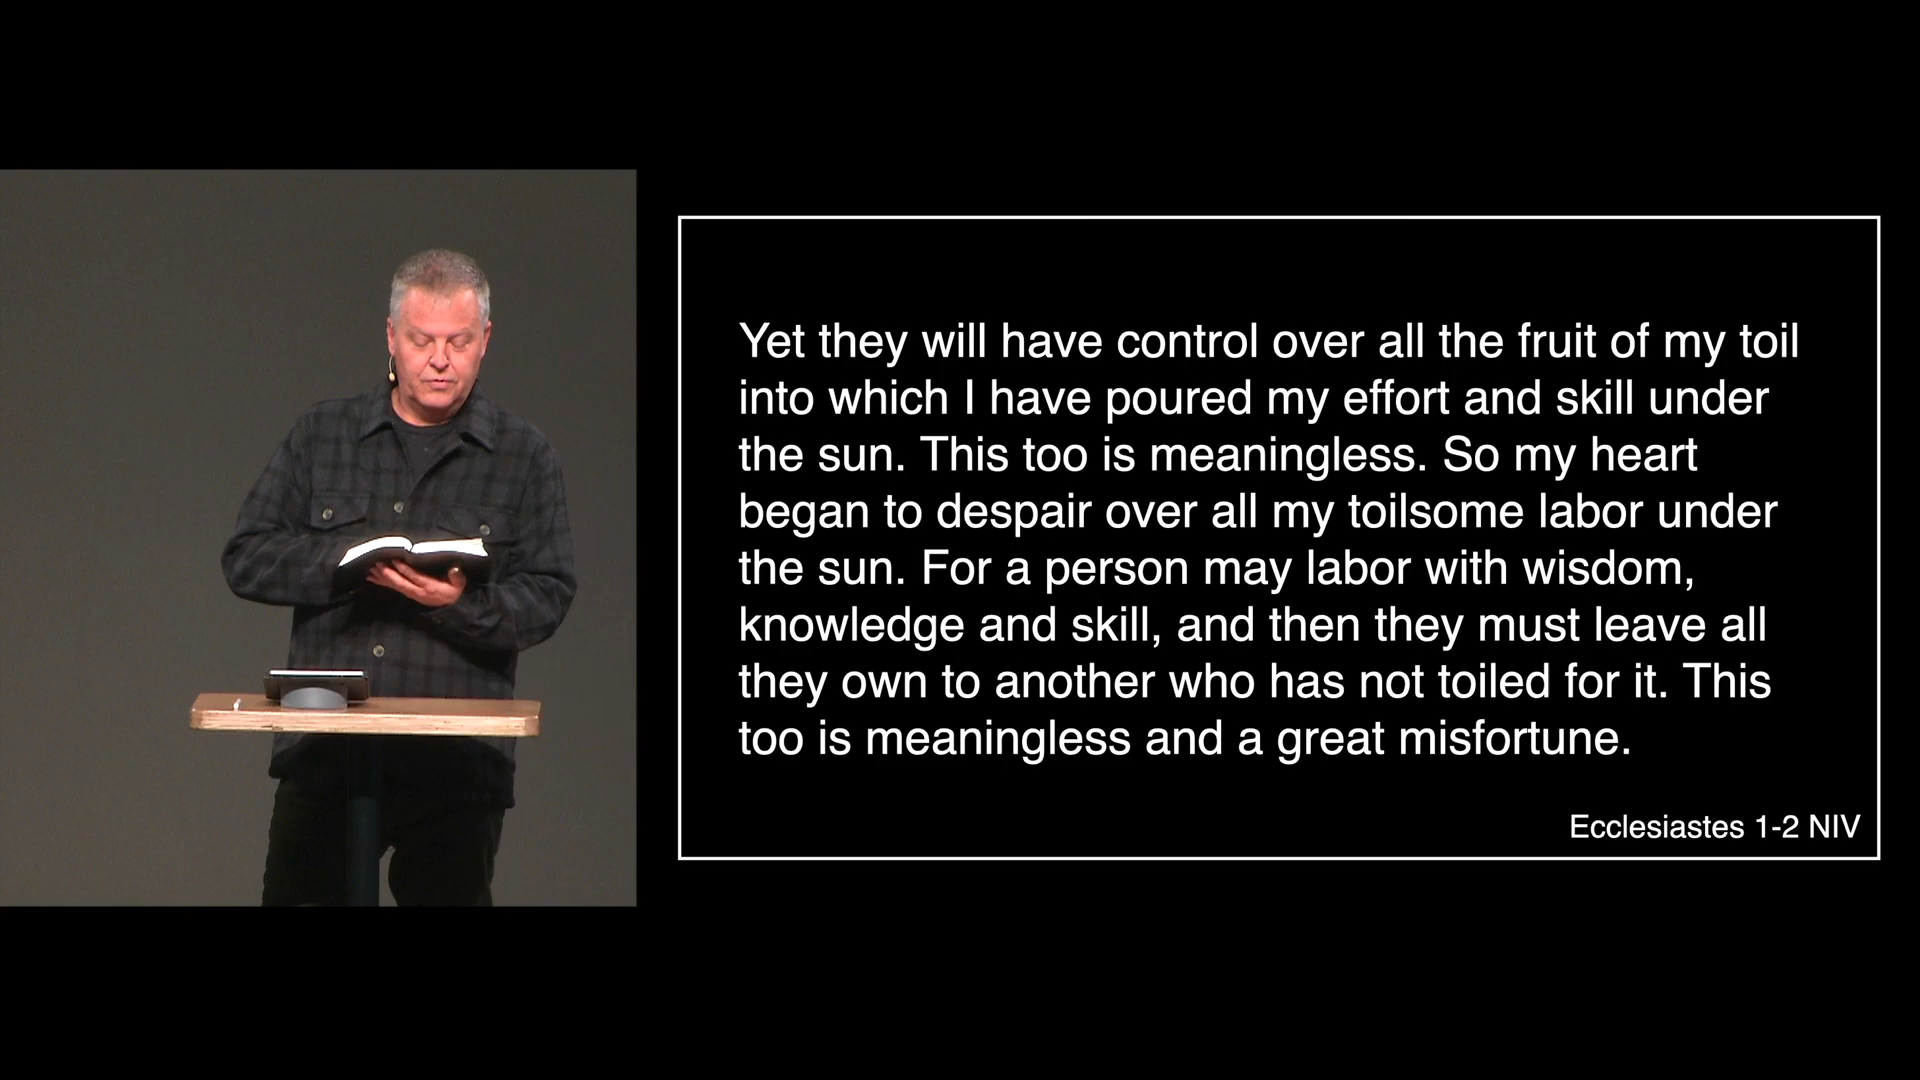 Yet they will have control over all the fruit of my toil
into which I have poured my effort and skill under
the sun. This too is meaningless. So my heart
began to despair over all my toilsome labor under
the sun. For a person may labor with wisdom,
knowledge and skill, and then they must leave all
they own to another who has not toiled for it. This
too is meaningless and a great misfortune.
Ecclesiastes 1-2 NIV